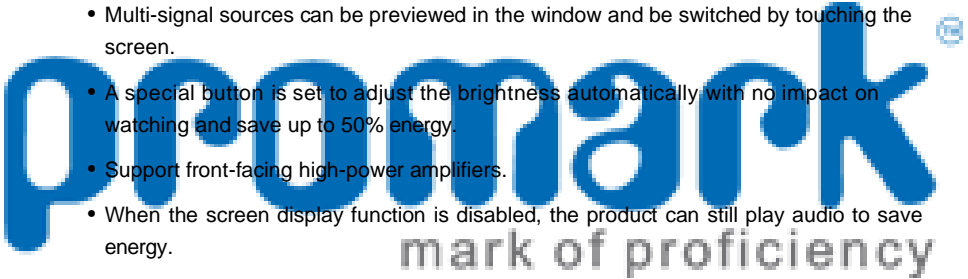 • Multi-signal sources can be previewed in the window and be switched by touching the
screen.
• A special button is set to adjust the brightness automatically with no impact on
watching and save up to 50% energy.
• Support front-facing high-power amplifiers.
• When the screen display function is disabled, the product can still play audio to save
energy.
promark
TM
mark of proficiency